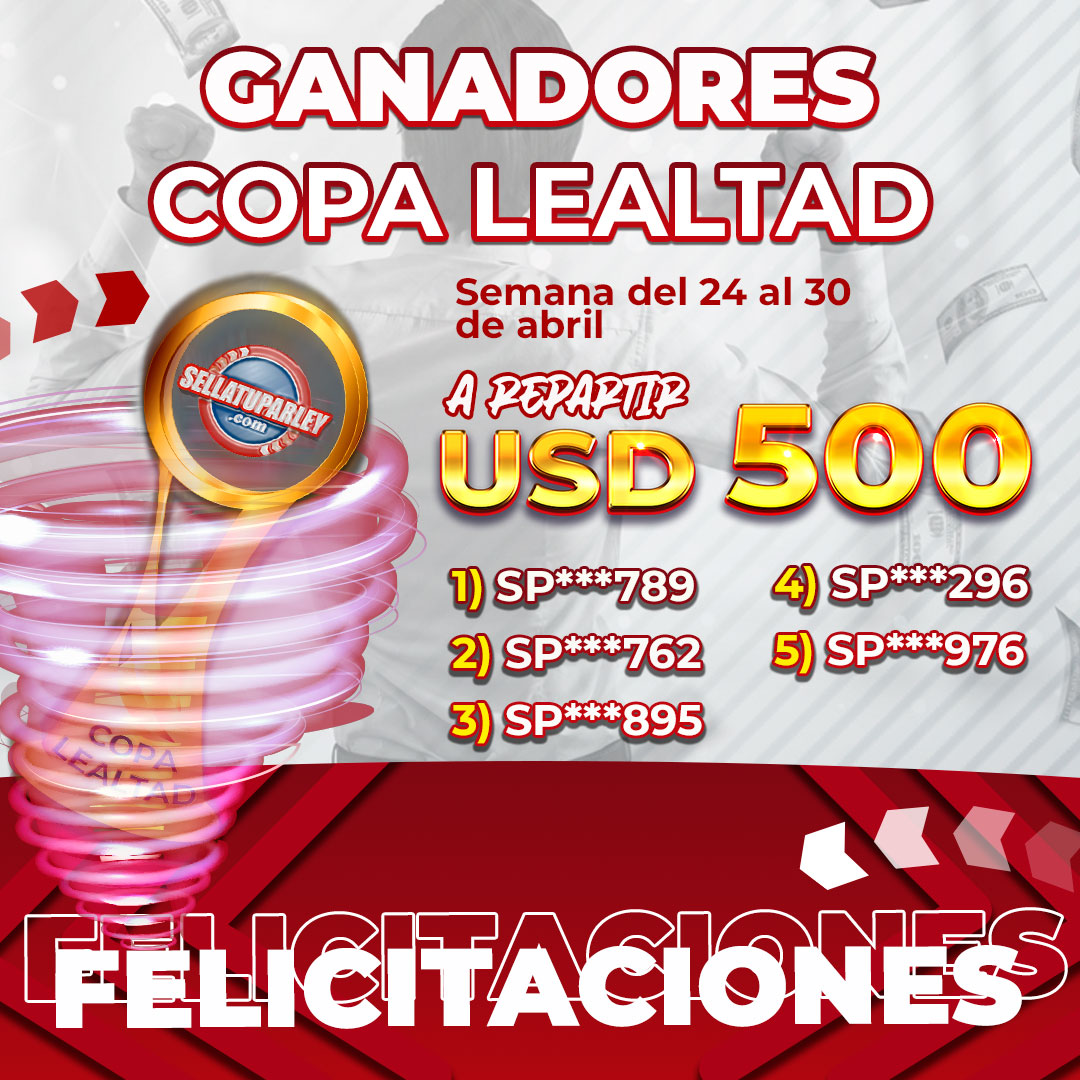 GANADORES
COPA LEALTAD
Semana del 24 al 30
de abril
SELLATUPARLEY
.com
A REPARTIR
USD 500
1) SP***789
2) SP***762
3) SP***895
4) SP***296
5) SP***976
COPA
LEALTAD
FELICITACIONES
FELICITACIONES